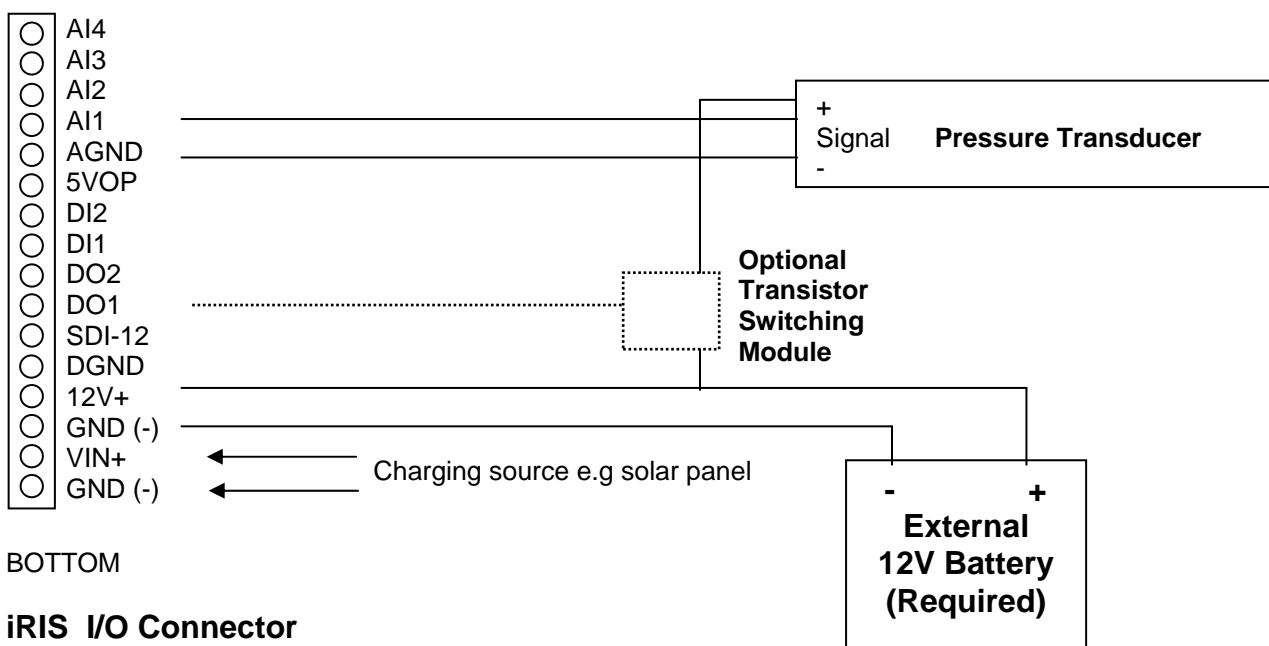 AI4
AI3
AI2
AI1
AGND
5VOP
DI2
DI1
DO2
DO1
SDI-12
DGND
12V+
GND (-)
VIN+
GND (-)
+
Signal Pressure Transducer
-
Optional
Transistor
Switching
Module
Charging source e.g solar panel
- +
External
12V Battery
(Required)
BOTTOM
iRIS I/O Connector